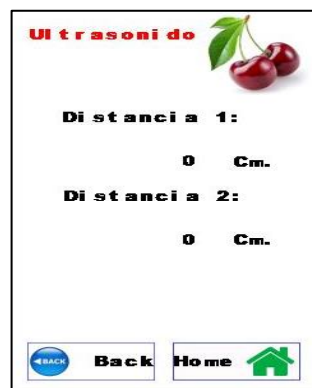 Ultrasonido
Distancia 1:
0 Cm.
Distancia 2:
0 Cm.
BACK Back Home